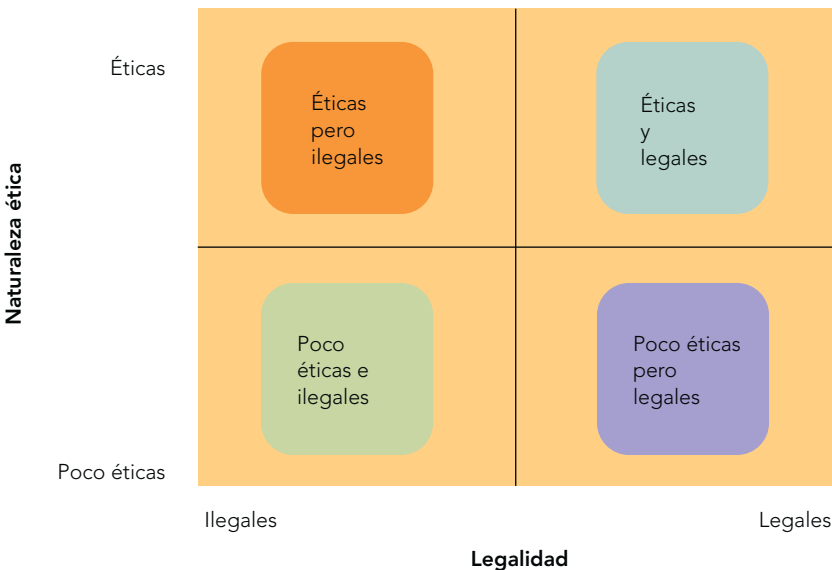 Éticas
Éticas
pero
ilegales
Éticas
y
legales
Naturaleza ética
Poco
éticas e
ilegales
Poco éticas
pero
legales
Poco éticas
Ilegales
Legales
Legalidad